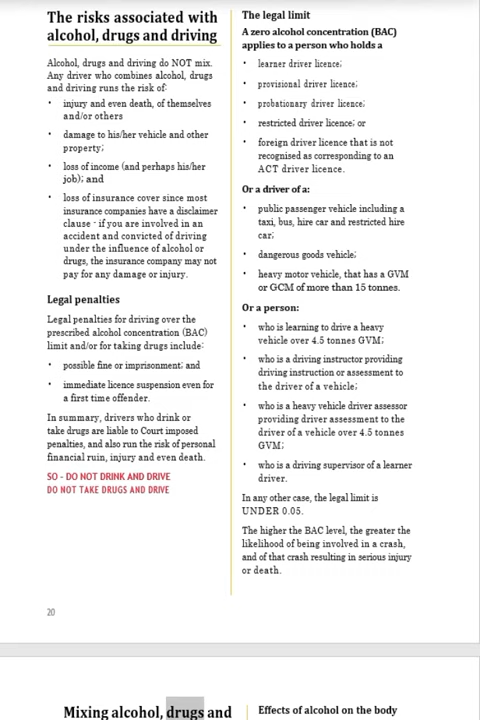 The risks associated with
alcohol, drugs and driving
Alcohol, drugs and driving do NOT mix.
Any driver who combines alcohol, drugs
and driving runs the risk of:
• injury and even death, of themselves
and/or others
• damage to his/her vehicle and other
property;
• loss of income (and perhaps his/her
job); and
• loss of insurance cover since most
insurance companies have a disclaimer
clause - if you are involved in an
accident and convicted of driving
under the influence of alcohol or
drugs, the insurance company may not
pay for any damage or injury.
Legal penalties
Legal penalties for driving over the
prescribed alcohol concentration (BAC)
limit and/or for taking drugs include:
• possible fine or imprisonment; and
• immediate licence suspension even for
a first time offender.
In summary, drivers who drink or
take drugs are liable to Court imposed
penalties, and also run the risk of personal
financial ruin, injury and even death.
SO - DO NOT DRINK AND DRIVE
DO NOT TAKE DRUGS AND DRIVE
The legal limit
A zero alcohol concentration (BAC)
applies to a person who holds a
• learner driver licence;
• provisional driver licence;
• probationary driver licence;
• restricted driver licence; or
• foreign driver licence that is not
recognised as corresponding to an
ACT driver licence.
Or a driver of a:
• public passenger vehicle including a
taxi, bus, hire car and restricted hire
car;
• dangerous goods vehicle;
• heavy motor vehicle, that has a GVM
or GCM of more than 15 tonnes.
Or a person:
• who is learning to drive a heavy
vehicle over 4.5 tonnes GVM;
• who is a driving instructor providing
driving instruction or assessment to
the driver of a vehicle;
• who is a heavy vehicle driver assessor
providing driver assessment to the
driver of a vehicle over 4.5 tonnes
GVM;
• who is a driving supervisor of a learner
driver.
In any other case, the legal limit is
UNDER 0.05.
The higher the BAC level, the greater the
likelihood of being involved in a crash,
and of that crash resulting in serious injury
or death.
20
Mixing alcohol, drugs and
Effects of alcohol on the body